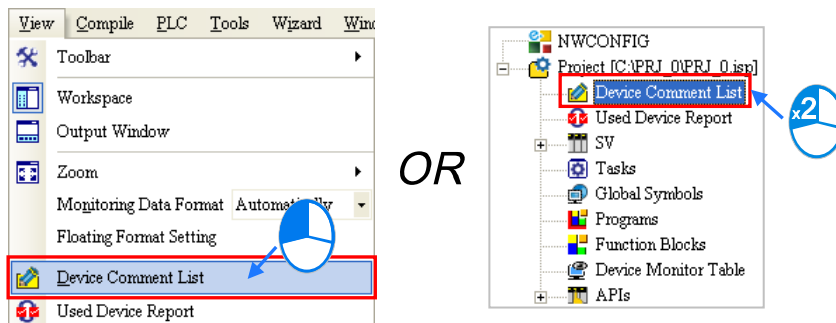 View Compile PLC Tools Wizard
Toolbar
Workspace
Output Window
Zoom
Monitoring Data Format Automatically
Floating Format Setting
Device Comment List
Used Device Report
OR
NWCONFIG
Project [C:\PRJ_0\PRJ_0.isp]
Device Comment List
x2
Used Device Report
SV
Tasks
Global Symbols
Programs
Function Blocks
Device Monitor Table
APIs